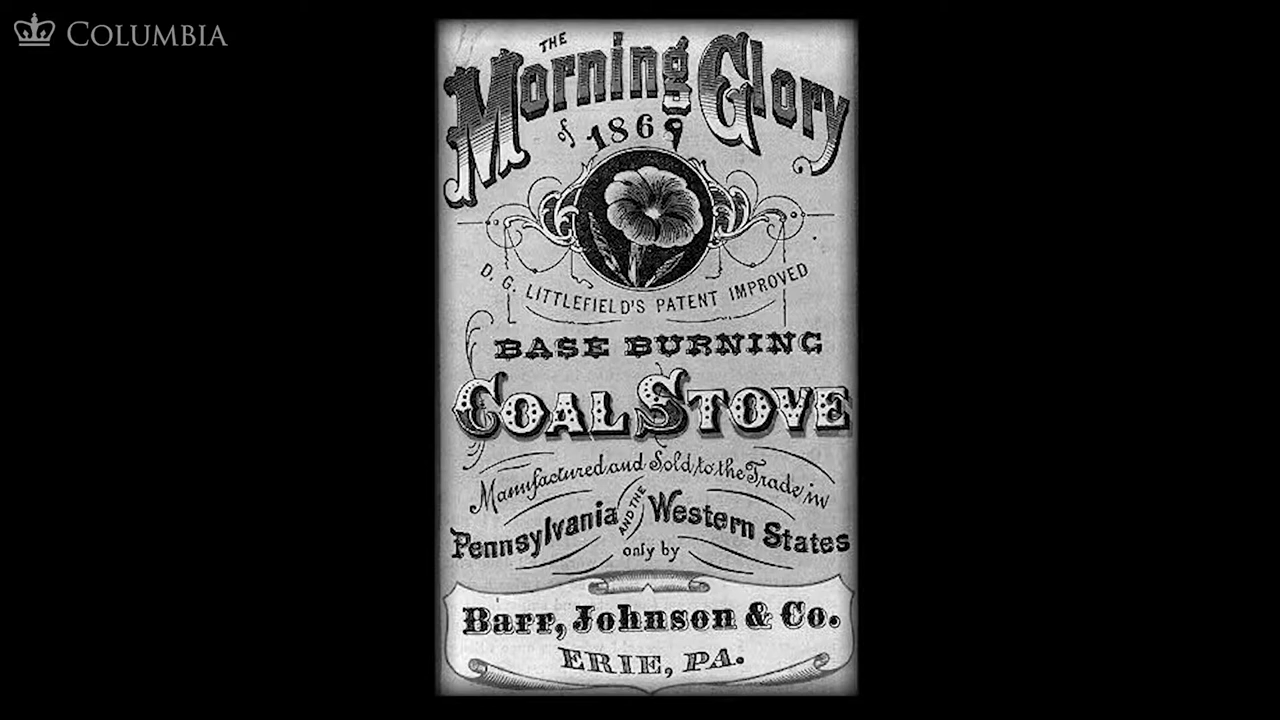 COLUMBIA
THE
Morning Glory
of 1869
D. G. LITTLEFIELD'S PATENT IMPROVED
BASE BURNING
COAL STOVE
Manufactured and Sold to the Trade in
Pennsylvania AND THE Western States
only by
Barr, Johnson & Co.
ERIE, PA.